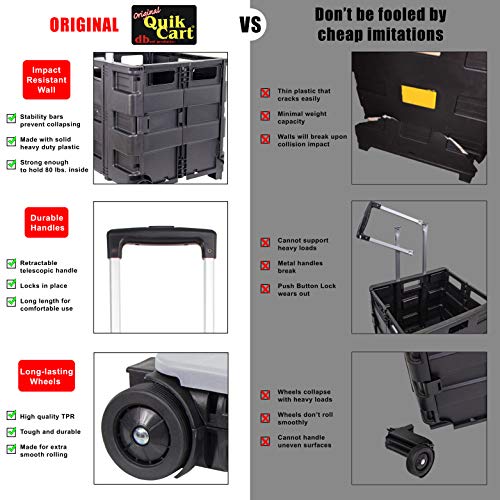 ORIGINAL
Original
Quik
Cart
dbest products
VS
Don't be fooled by
cheap imitations
Impact
Resistant
Wall
Stability bars
prevent collapsing
Made with solid
heavy duty plastic
Strong enough
to hold 80 lbs. inside
Thin plastic that
cracks easily
Minimal weight
capacity
Walls will break upon
collision impact
Durable
Handles
Retractable
telescopic handle
Locks in place
Long length for
comfortable use
Cannot support
heavy loads
Metal handles
break
Push Button Lock
wears out
Long-lasting
Wheels
High quality TPR
Tough and durable
Made for extra
smooth rolling
Wheels collapse
with heavy loads
Wheels don't roll
smoothly
Cannot handle
uneven surfaces